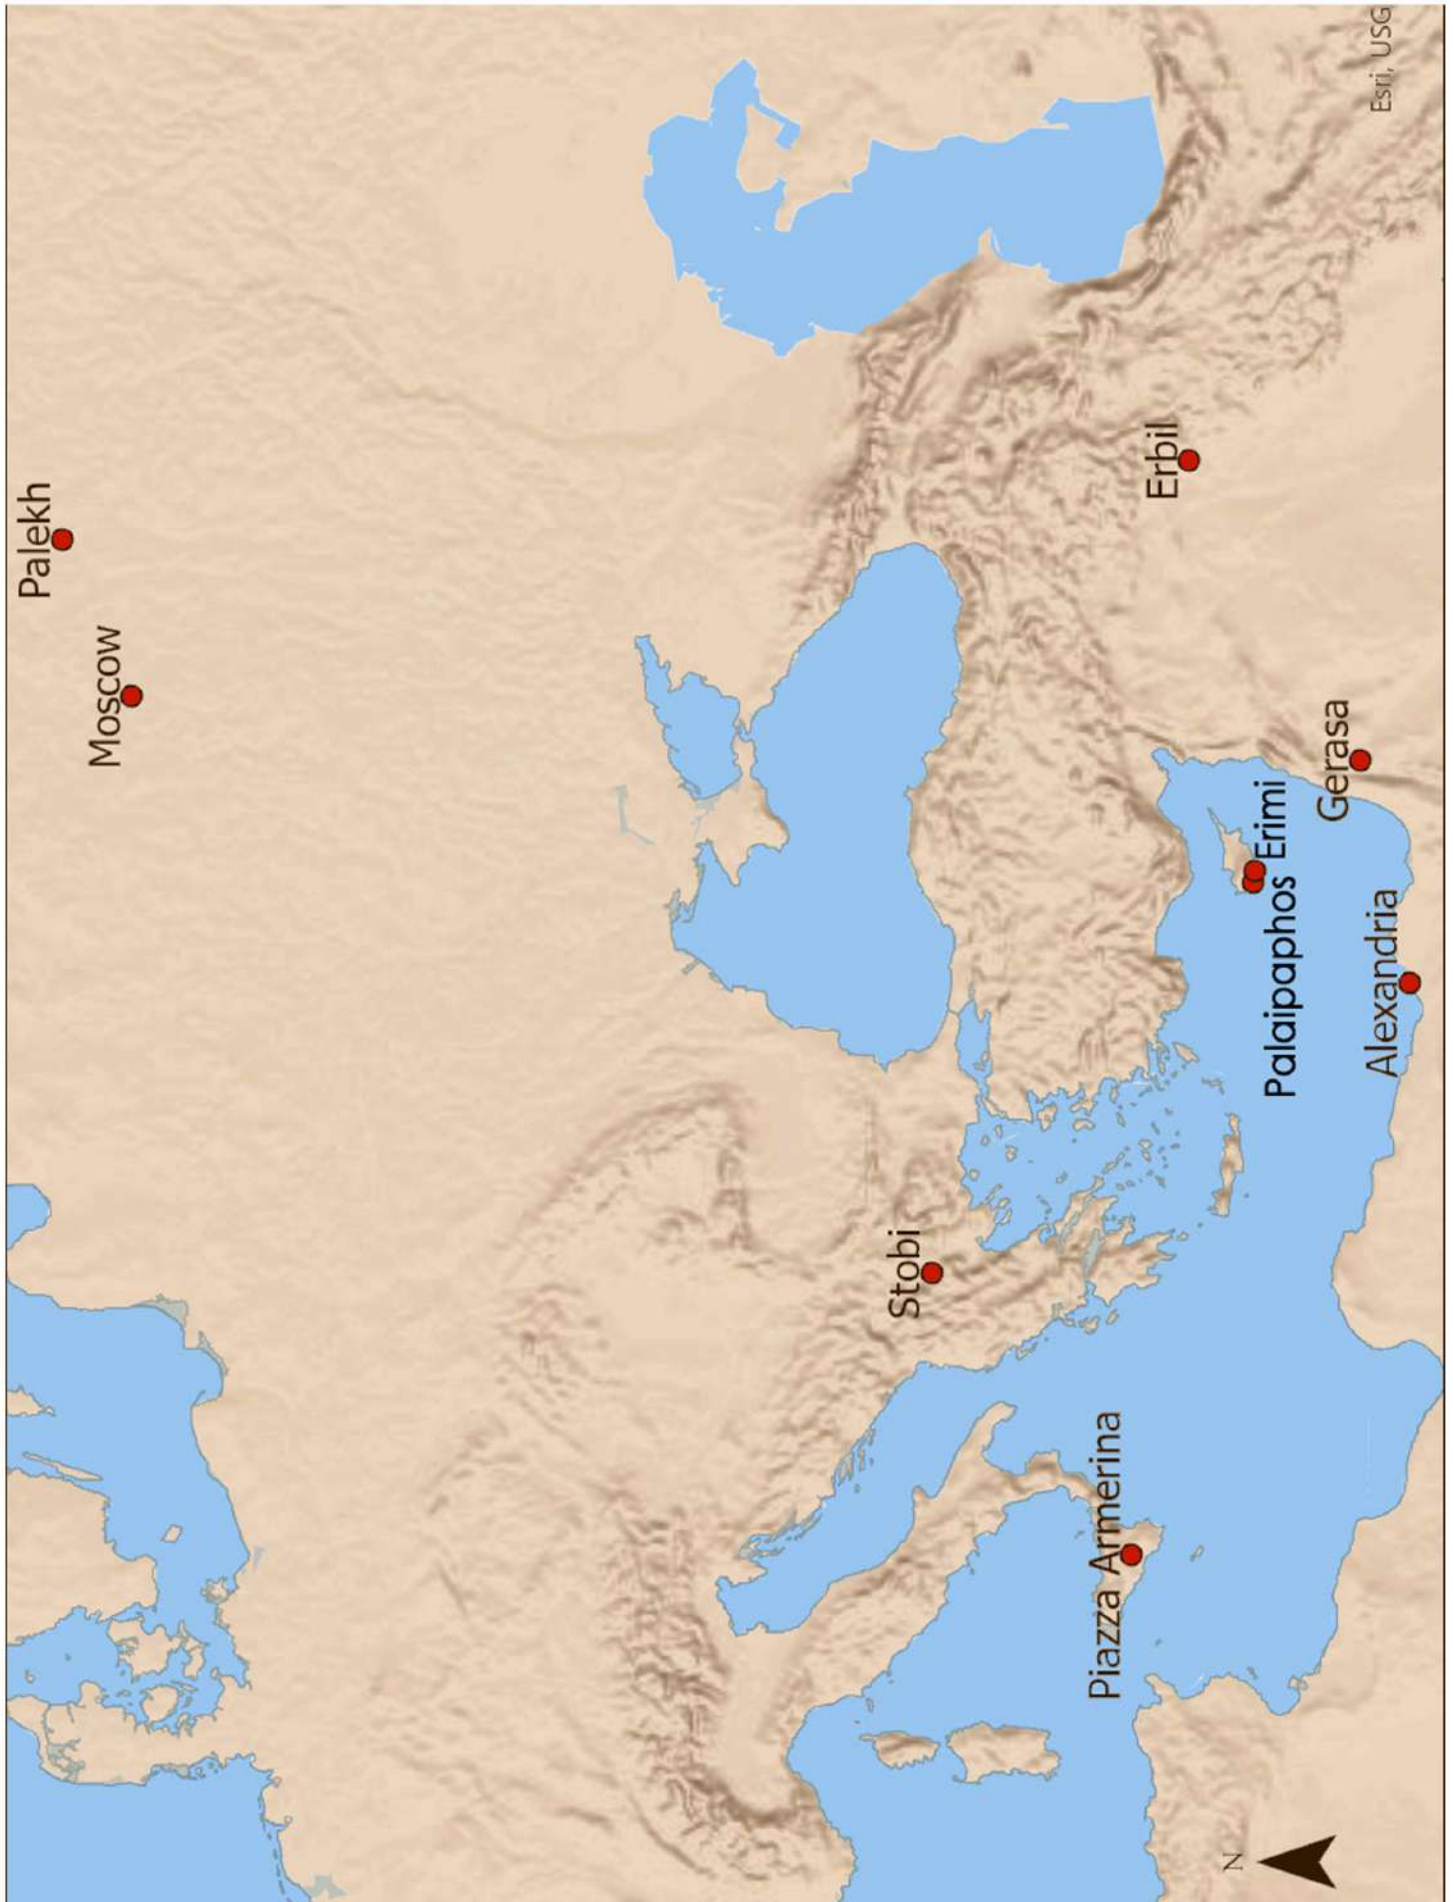 Palekh
Moscow
Erbil
Stobi
Gerasa
Erimi
Palaipaphos
Piazza Armerina
Alexandria
N
Esri, USG